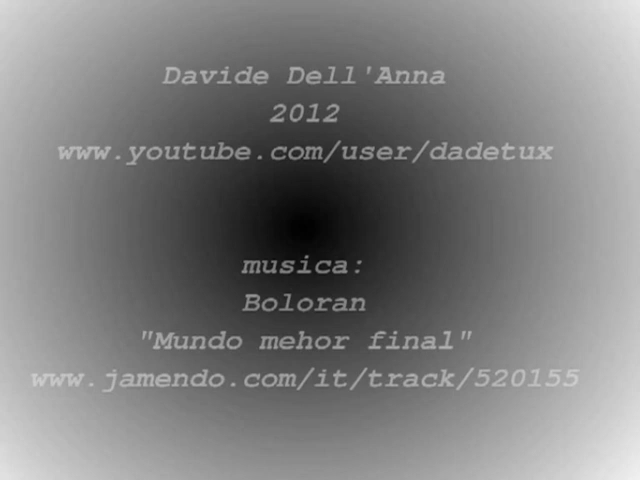 Davide Dell'Anna
2012
www.youtube.com/user/dadetux
musica:
Boloran
"Mundo mehor final"
www.jamendo.com/it/track/520155